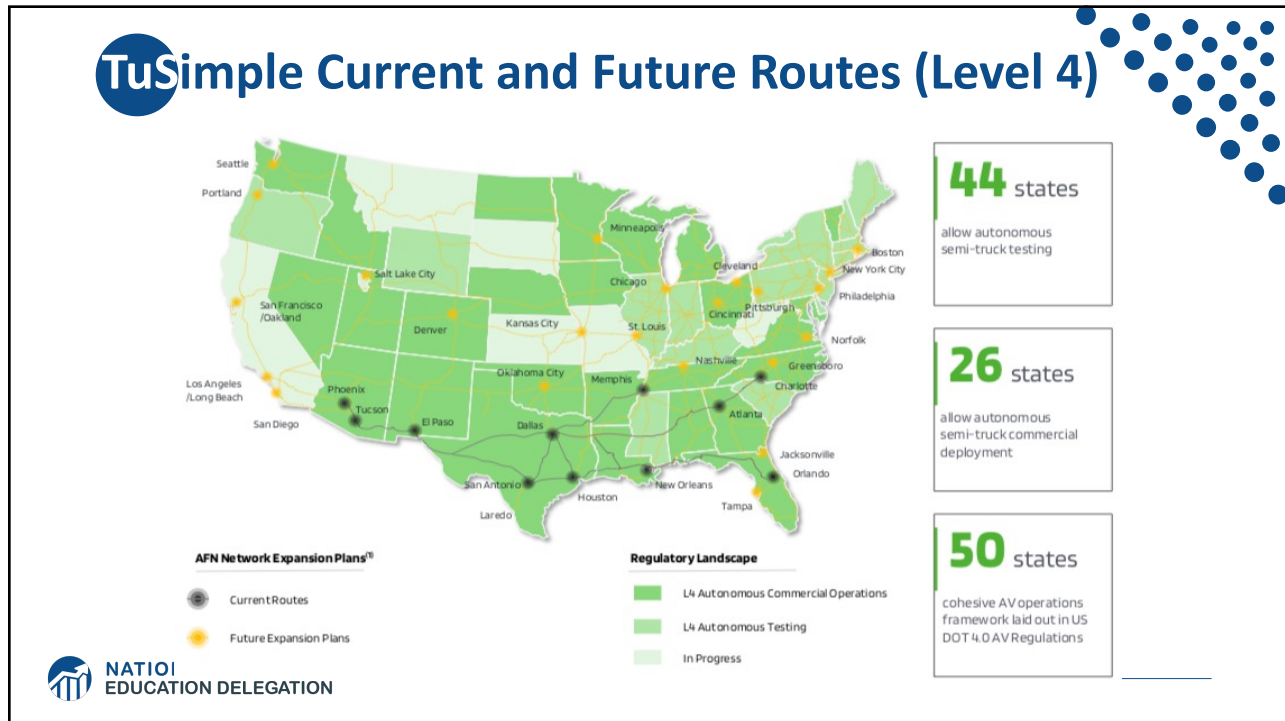 TuSimple Current and Future Routes (Level 4)
Seattle
Portland
Minneapolis
Boston
Cleveland
New York City
Salt Lake City
Chicago
Philadelphia
San Francisco
/Oakland
Pittsburgh
Cincinnati
Denver
Kansas City
St. Louis
Norfolk
Nashville
Greensboro
Oklahoma City
Memphis
Charlotte
Los Angeles
/Long Beach
Phoenix
Tucson
San Diego
El Paso
Dallas
Atlanta
Jacksonville
Orlando
San Antonio
New Orleans
Houston
Tampa
Laredo
44 states
allow autonomous
semi-truck testing
26 states
allow autonomous
semi-truck commercial
deployment
50 states
cohesive AV operations
framework laid out in US
DOT 4.0 AV Regulations
AFN Network Expansion Plans(1)
Current Routes
Future Expansion Plans
Regulatory Landscape
L4 Autonomous Commercial Operations
L4 Autonomous Testing
In Progress
NATIO
EDUCATION DELEGATION